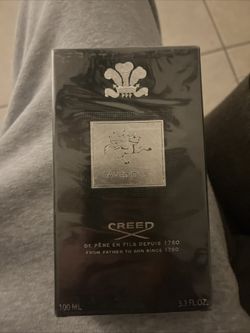 AVENTUS
CREED
DE PÈRE EN FILS DEPUIS 1760
FROM FATHER TO SON SINCE 1760
100 ML
3.3 FL.OZ.